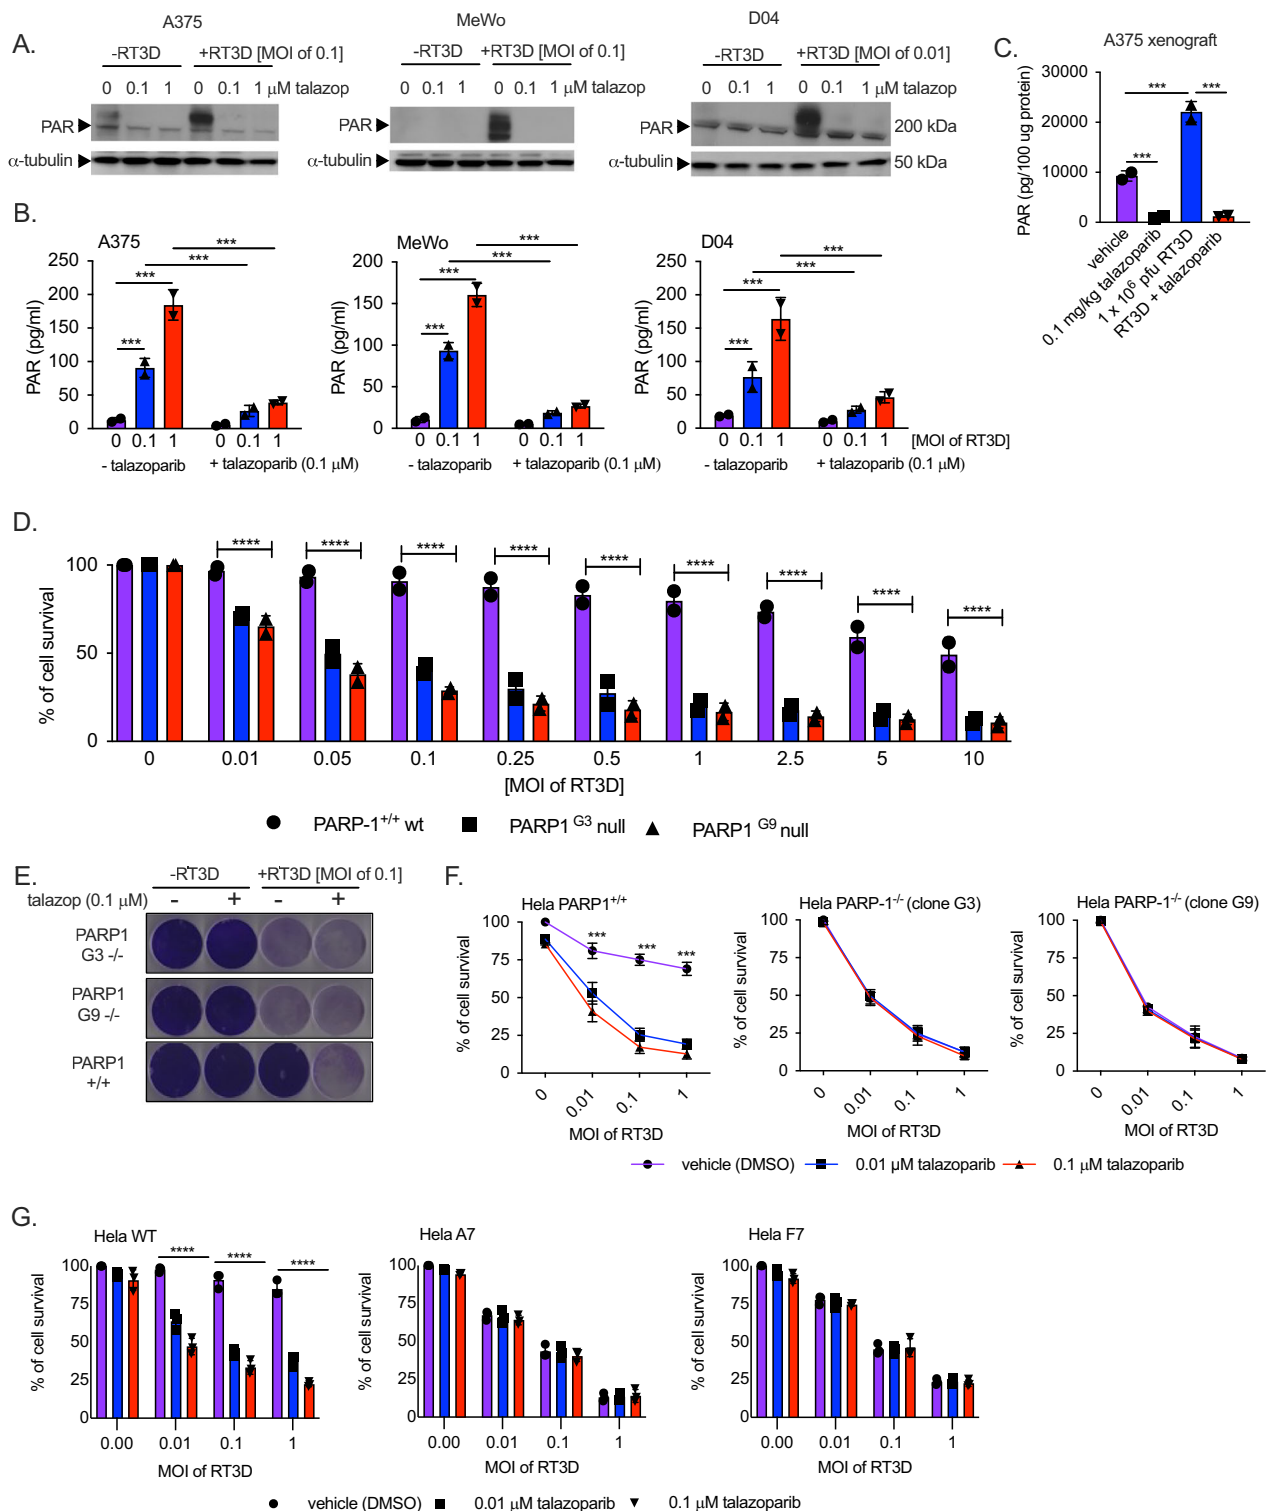 A.
A375
MeWo
D04
-RT3D
+RT3D [MOI of 0.1]
-RT3D
+RT3D [MOI of 0.1]
-RT3D
+RT3D [MOI of 0.01]
0 0.1 1 0 0.1 1 μM talazop
0 0.1 1 0 0.1 1 μM talazop
0 0.1 1 0 0.1 1 μM talazop
PAR
PAR
PAR
200 kDa
α-tubulin
α-tubulin
α-tubulin
50 kDa
C.
A375 xenograft
PAR (pg/100 ug protein)
30000
20000
10000
0
*** ***
***
vehicle
0.1 mg/kg talazoparib
1 x 10⁶ pfu RT3D
RT3D + talazoparib
B.
A375
PAR (pg/ml)
250
200
150
100
50
0
***
***
***
***
0 0.1 1 0 0.1 1
- talazoparib + talazoparib (0.1 μM)
MeWo
PAR (pg/ml)
200
150
100
50
0
***
***
***
***
0 0.1 1 0 0.1 1
- talazoparib + talazoparib (0.1 μM)
D04
PAR (pg/ml)
250
200
150
100
50
0
***
***
***
***
0 0.1 1 0 0.1 1 [MOI of RT3D]
- talazoparib + talazoparib (0.1 μM)
D.
% of cell survival
100
50
0
**** **** **** **** **** **** **** **** ****
0 0.01 0.05 0.1 0.25 0.5 1 2.5 5 10
[MOI of RT3D]
PARP-1+/+ wt PARP1 G3 null PARP1 G9 null
E.
-RT3D +RT3D [MOI of 0.1]
talazop (0.1 μM) - + - +
PARP1
G3 -/-
PARP1
G9 -/-
PARP1
+/+
F.
Hela PARP1+/+
% of cell survival
100
75
50
25
0
*** *** ***
0 0.01 0.1 1
MOI of RT3D
Hela PARP-1-/- (clone G3)
% of cell survival
100
75
50
25
0
0 0.01 0.1 1
MOI of RT3D
Hela PARP-1-/- (clone G9)
% of cell survival
100
75
50
25
0
0 0.01 0.1 1
MOI of RT3D
vehicle (DMSO) 0.01 μM talazoparib 0.1 μM talazoparib
G.
Hela WT
% of cell survival
100
75
50
25
0
**** **** ****
0.00 0.01 0.1 1
MOI of RT3D
Hela A7
% of cell survival
100
75
50
25
0
0.00 0.01 0.1 1
MOI of RT3D
Hela F7
% of cell survival
100
75
50
25
0
0.00 0.01 0.1 1
MOI of RT3D
vehicle (DMSO) 0.01 μM talazoparib 0.1 μM talazoparib